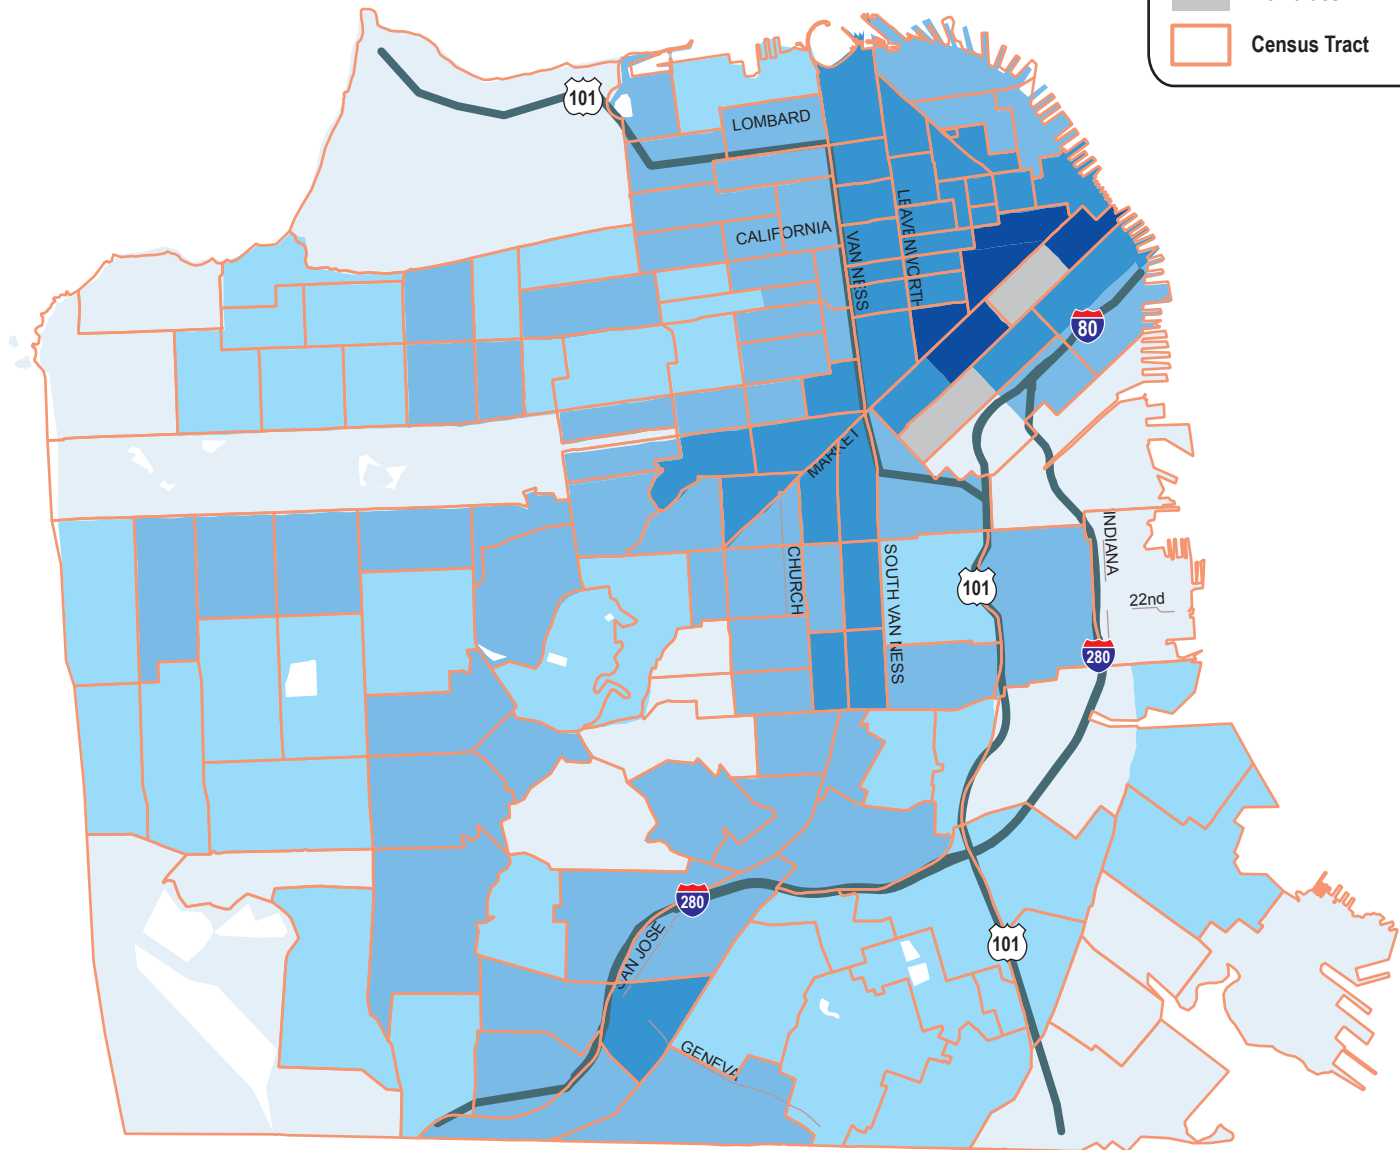 Census Tract
101
LOMBARD
CALIFORNIA
VAN NESS
LEAVENWORTH
80
MARKET
CHURCH
SOUTH VAN NESS
101
INDIANA
22nd
280
280
SAN JOSE
101
GENEVA